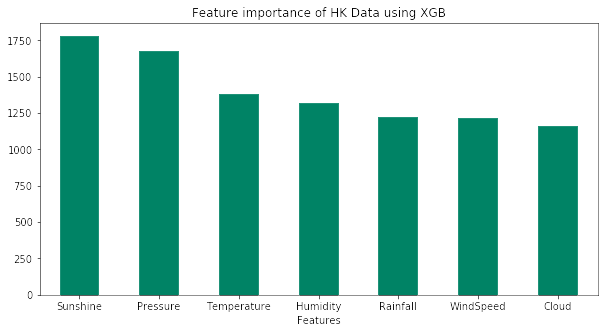 Feature importance of HK Data using XGB
1750
1500
1250
1000
750
500
250
0
Sunshine Pressure Temperature Humidity Rainfall WindSpeed Cloud
Features